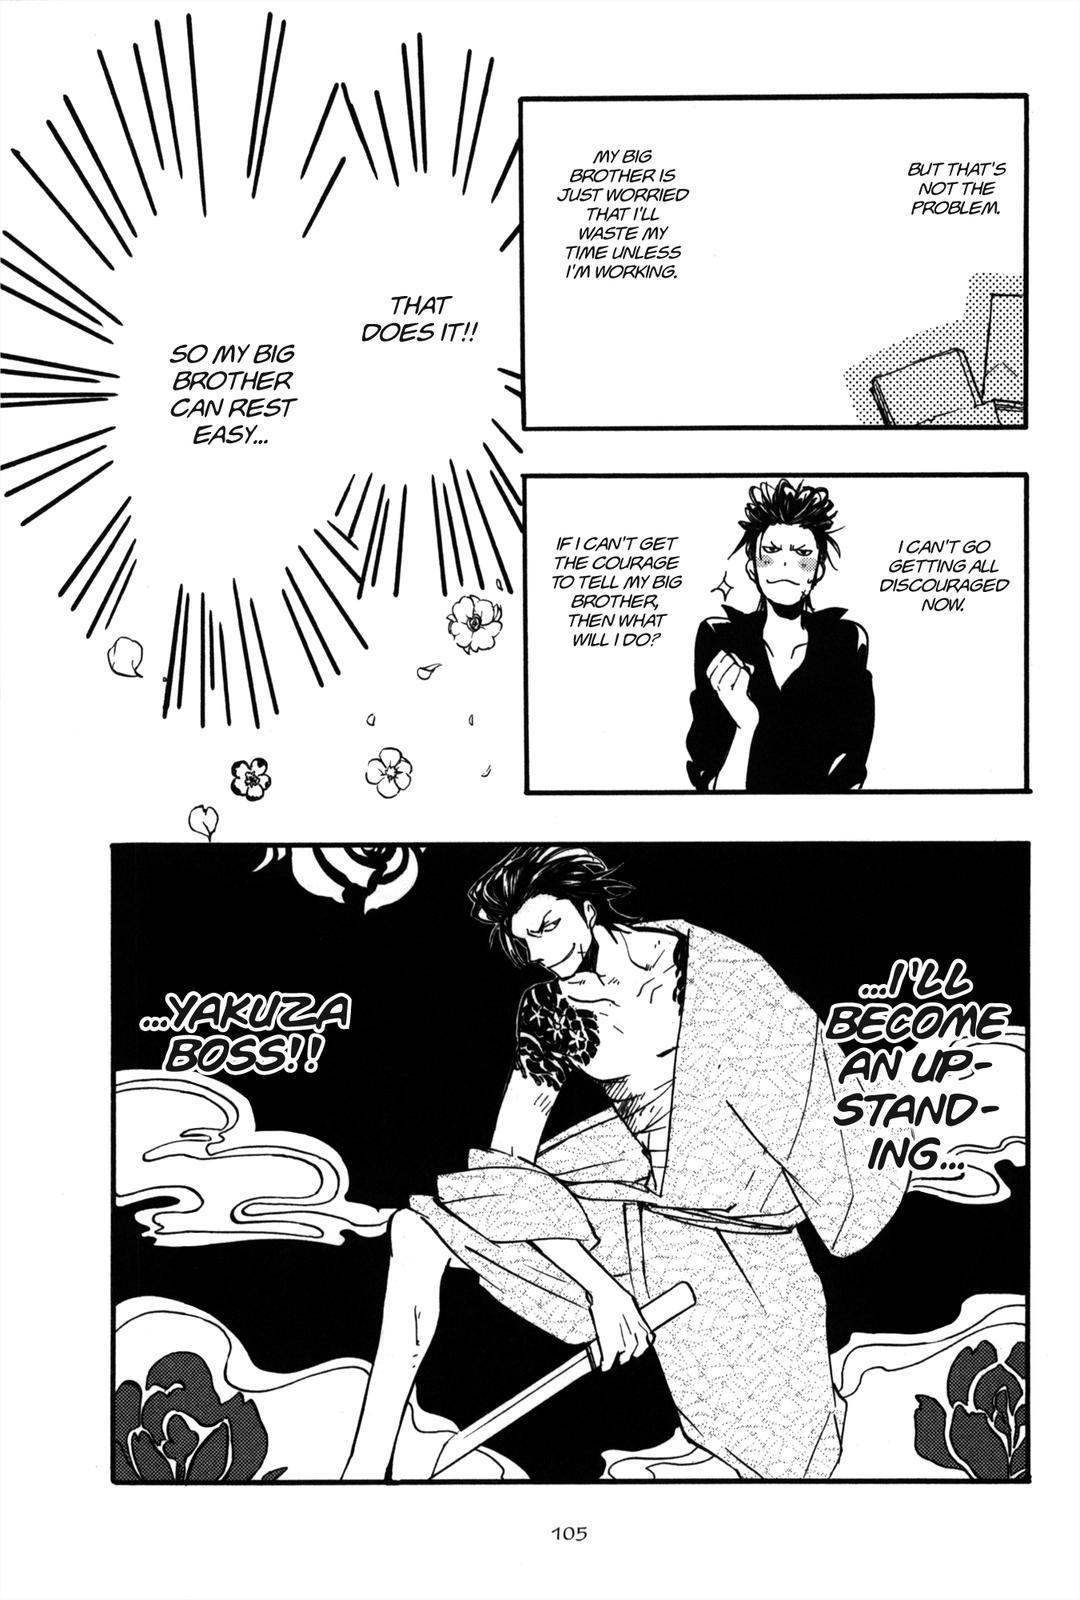 BUT THAT'S
NOT THE
PROBLEM.
MY BIG
BROTHER IS
JUST WORRIED
THAT I'LL
WASTE MY
TIME UNLESS
I'M WORKING.
I CAN'T GO
GETTING ALL
DISCOURAGED
NOW.
IF I CAN'T GET
THE COURAGE
TO TELL MY BIG
BROTHER,
THEN WHAT
WILL I DO?
THAT
DOES IT!!
SO MY BIG
BROTHER
CAN REST
EASY...
...I'LL
BECOME
AN UP-
STAND-
ING...
...YAKUZA
BOSS!!
105